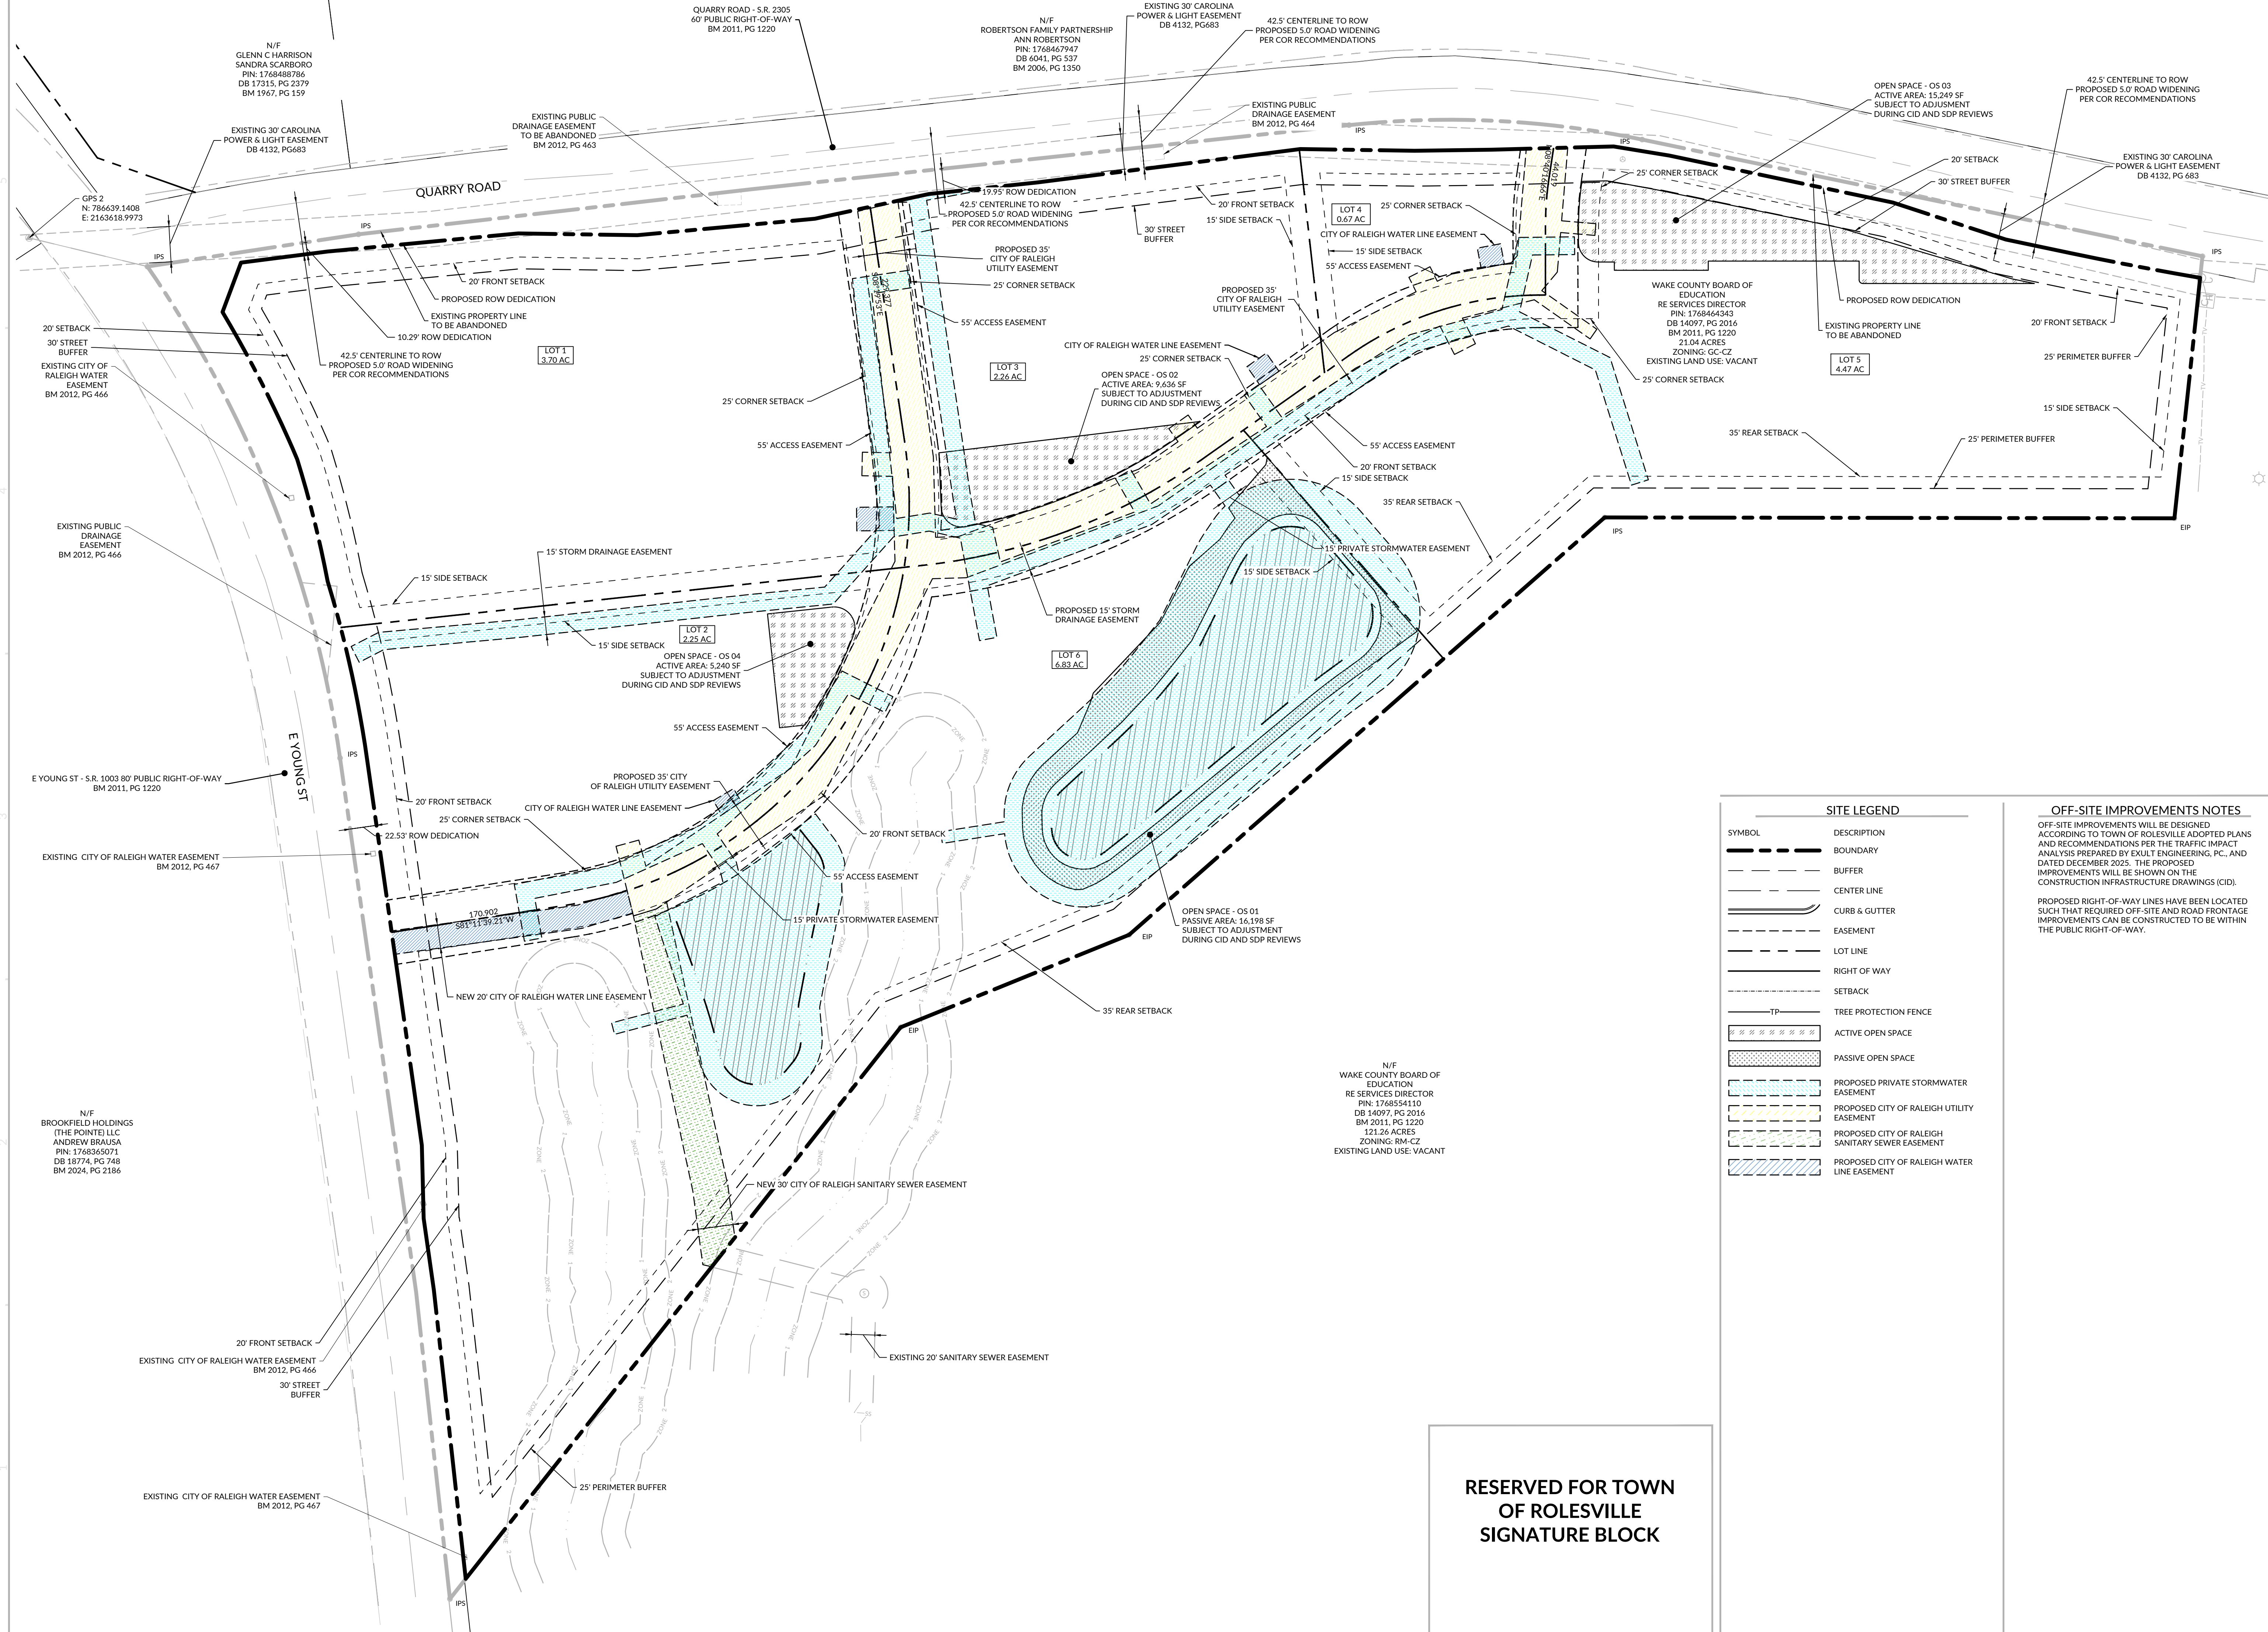 QUARRY ROAD - S.R. 2305
60' PUBLIC RIGHT-OF-WAY
BM 2011, PG 1220
N/F
ROBERTSON FAMILY PARTNERSHIP
ANN ROBERTSON
PIN: 1768467947
DB 6041, PG 537
BM 2006, PG 1350
EXISTING 30' CAROLINA
POWER & LIGHT EASEMENT
DB 4132, PG683
42.5' CENTERLINE TO ROW
PROPOSED 5.0' ROAD WIDENING
PER COR RECOMMENDATIONS
N/F
GLENN C HARRISON
SANDRA SCARBORO
PIN: 1768488786
DB 17315, PG 2379
BM 1967, PG 159
EXISTING 30' CAROLINA
POWER & LIGHT EASEMENT
DB 4132, PG683
EXISTING PUBLIC
DRAINAGE EASEMENT
TO BE ABANDONED
BM 2012, PG 463
EXISTING PUBLIC
DRAINAGE EASEMENT
BM 2012, PG 464
OPEN SPACE - OS 03
ACTIVE AREA: 15,249 SF
SUBJECT TO ADJUSTMENT
DURING CID AND SDP REVIEWS
42.5' CENTERLINE TO ROW
PROPOSED 5.0' ROAD WIDENING
PER COR RECOMMENDATIONS
20' SETBACK
30' STREET BUFFER
EXISTING 30' CAROLINA
POWER & LIGHT EASEMENT
DB 4132, PG 683
GPS 2
N: 786639.1408
E: 2163618.9973
QUARRY ROAD
IPS
IPS
IPS
IPS
IPS
19.95' ROW DEDICATION
42.5' CENTERLINE TO ROW
PROPOSED 5.0' ROAD WIDENING
PER COR RECOMMENDATIONS
20' FRONT SETBACK
30' STREET
BUFFER
15' SIDE SETBACK
LOT 4
0.67 AC
25' CORNER SETBACK
25' CORNER SETBACK
CITY OF RALEIGH WATER LINE EASEMENT
15' SIDE SETBACK
55' ACCESS EASEMENT
PROPOSED 35'
CITY OF RALEIGH
UTILITY EASEMENT
25' CORNER SETBACK
55' ACCESS EASEMENT
PROPOSED 35'
CITY OF RALEIGH
UTILITY EASEMENT
WAKE COUNTY BOARD OF
EDUCATION
RE SERVICES DIRECTOR
PIN: 1768464343
DB 14097, PG 2016
BM 2011, PG 1220
21.04 ACRES
ZONING: GC-CZ
EXISTING LAND USE: VACANT
PROPOSED ROW DEDICATION
EXISTING PROPERTY LINE
TO BE ABANDONED
20' FRONT SETBACK
25' PERIMETER BUFFER
LOT 5
4.47 AC
25' CORNER SETBACK
15' SIDE SETBACK
35' REAR SETBACK
25' PERIMETER BUFFER
IPS
EIP
20' FRONT SETBACK
PROPOSED ROW DEDICATION
EXISTING PROPERTY LINE
TO BE ABANDONED
10.29' ROW DEDICATION
42.5' CENTERLINE TO ROW
PROPOSED 5.0' ROAD WIDENING
PER COR RECOMMENDATIONS
20' SETBACK
30' STREET
BUFFER
EXISTING CITY OF
RALEIGH WATER
EASEMENT
BM 2012, PG 466
LOT 1
3.70 AC
25' CORNER SETBACK
55' ACCESS EASEMENT
LOT 3
2.26 AC
CITY OF RALEIGH WATER LINE EASEMENT
25' CORNER SETBACK
OPEN SPACE - OS 02
ACTIVE AREA: 9,636 SF
SUBJECT TO ADJUSTMENT
DURING CID AND SDP REVIEWS
55' ACCESS EASEMENT
20' FRONT SETBACK
15' SIDE SETBACK
35' REAR SETBACK
15' PRIVATE STORMWATER EASEMENT
15' SIDE SETBACK
EXISTING PUBLIC
DRAINAGE
EASEMENT
BM 2012, PG 466
15' STORM DRAINAGE EASEMENT
15' SIDE SETBACK
PROPOSED 15' STORM
DRAINAGE EASEMENT
LOT 2
2.25 AC
15' SIDE SETBACK
OPEN SPACE - OS 04
ACTIVE AREA: 5,240 SF
SUBJECT TO ADJUSTMENT
DURING CID AND SDP REVIEWS
LOT 6
6.83 AC
55' ACCESS EASEMENT
E YOUNG ST
IPS
E YOUNG ST - S.R. 1003 80' PUBLIC RIGHT-OF-WAY
BM 2011, PG 1220
PROPOSED 35' CITY
OF RALEIGH UTILITY EASEMENT
20' FRONT SETBACK
CITY OF RALEIGH WATER LINE EASEMENT
25' CORNER SETBACK
22.53' ROW DEDICATION
20' FRONT SETBACK
EXISTING  CITY OF RALEIGH WATER EASEMENT
BM 2012, PG 467
55' ACCESS EASEMENT
15' PRIVATE STORMWATER EASEMENT
170.902
S81°11'39.21"W
OPEN SPACE - OS 01
PASSIVE AREA: 16,198 SF
SUBJECT TO ADJUSTMENT
DURING CID AND SDP REVIEWS
EIP
NEW 20' CITY OF RALEIGH WATER LINE EASEMENT
35' REAR SETBACK
EIP
N/F
WAKE COUNTY BOARD OF
EDUCATION
RE SERVICES DIRECTOR
PIN: 1768554110
DB 14097, PG 2016
BM 2011, PG 1220
121.26 ACRES
ZONING: RM-CZ
EXISTING LAND USE: VACANT
N/F
BROOKFIELD HOLDINGS
(THE POINTE) LLC
ANDREW BRAUSA
PIN: 1768365071
DB 18774, PG 748
BM 2024, PG 2186
NEW 30' CITY OF RALEIGH SANITARY SEWER EASEMENT
20' FRONT SETBACK
EXISTING  CITY OF RALEIGH WATER EASEMENT
BM 2012, PG 466
30' STREET
BUFFER
EXISTING 20' SANITARY SEWER EASEMENT
25' PERIMETER BUFFER
EXISTING  CITY OF RALEIGH WATER EASEMENT
BM 2012, PG 467
IPS
SITE LEGEND
SYMBOL DESCRIPTION
BOUNDARY
BUFFER
CENTER LINE
CURB & GUTTER
EASEMENT
LOT LINE
RIGHT OF WAY
SETBACK
TP TREE PROTECTION FENCE
ACTIVE OPEN SPACE
PASSIVE OPEN SPACE
PROPOSED PRIVATE STORMWATER
EASEMENT
PROPOSED CITY OF RALEIGH UTILITY
EASEMENT
PROPOSED CITY OF RALEIGH
SANITARY SEWER EASEMENT
PROPOSED CITY OF RALEIGH WATER
LINE EASEMENT
OFF-SITE IMPROVEMENTS NOTES
OFF-SITE IMPROVEMENTS WILL BE DESIGNED
ACCORDING TO TOWN OF ROLESVILLE ADOPTED PLANS
AND RECOMMENDATIONS PER THE TRAFFIC IMPACT
ANALYSIS PREPARED BY EXULT ENGINEERING, PC., AND
DATED DECEMBER 2025.  THE PROPOSED
IMPROVEMENTS WILL BE SHOWN ON THE
CONSTRUCTION INFRASTRUCTURE DRAWINGS (CID).
PROPOSED RIGHT-OF-WAY LINES HAVE BEEN LOCATED
SUCH THAT REQUIRED OFF-SITE AND ROAD FRONTAGE
IMPROVEMENTS CAN BE CONSTRUCTED TO BE WITHIN
THE PUBLIC RIGHT-OF-WAY.
RESERVED FOR TOWN
OF ROLESVILLE
SIGNATURE BLOCK